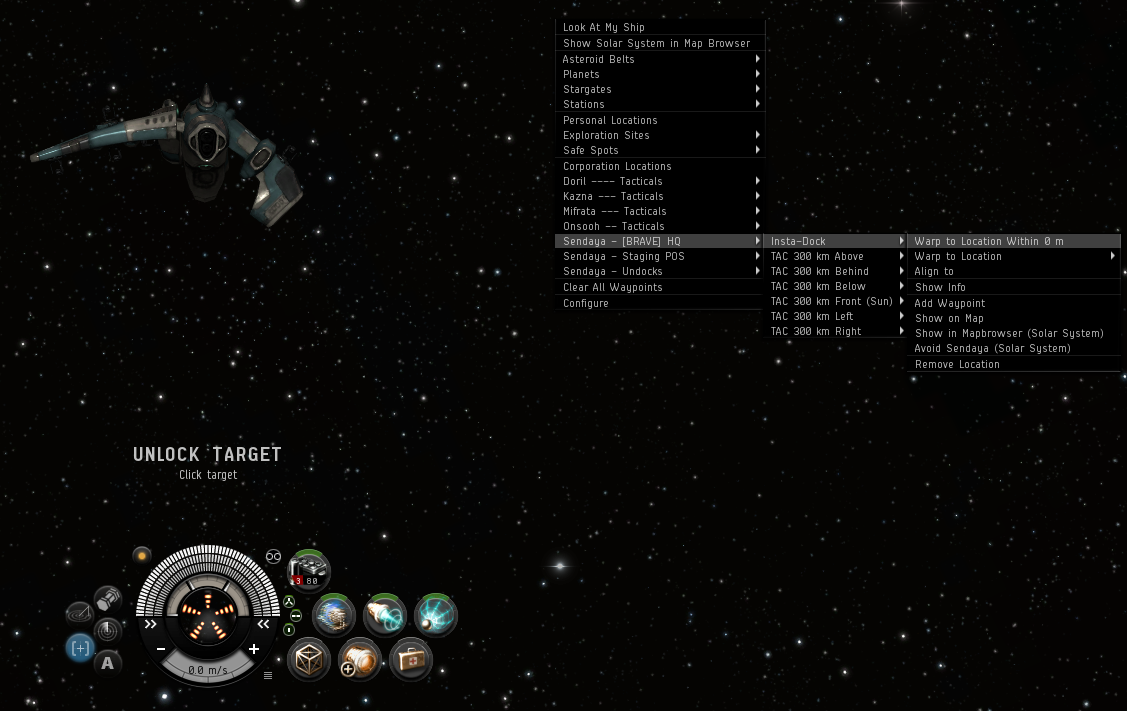 Look At My Ship
Show Solar System in Map Browser
Asteroid Belts
Planets
Stargates
Stations
Personal Locations
Exploration Sites
Safe Spots
Corporation Locations
Doril ---- Tacticals
Kazna --- Tacticals
Mifrata --- Tacticals
Onsooh -- Tacticals
Sendaya - [BRAVE] HQ
Sendaya - Staging POS
Sendaya - Undocks
Clear All Waypoints
Configure
Insta-Dock
TAC 300 km Above
TAC 300 km Behind
TAC 300 km Below
TAC 300 km Front (Sun)
TAC 300 km Left
TAC 300 km Right
Warp to Location Within 0 m
Warp to Location
Align to
Show Info
Add Waypoint
Show on Map
Show in Mapbrowser (Solar System)
Avoid Sendaya (Solar System)
Remove Location
UNLOCK TARGET
Click target
3 80
A
0.0 m/s